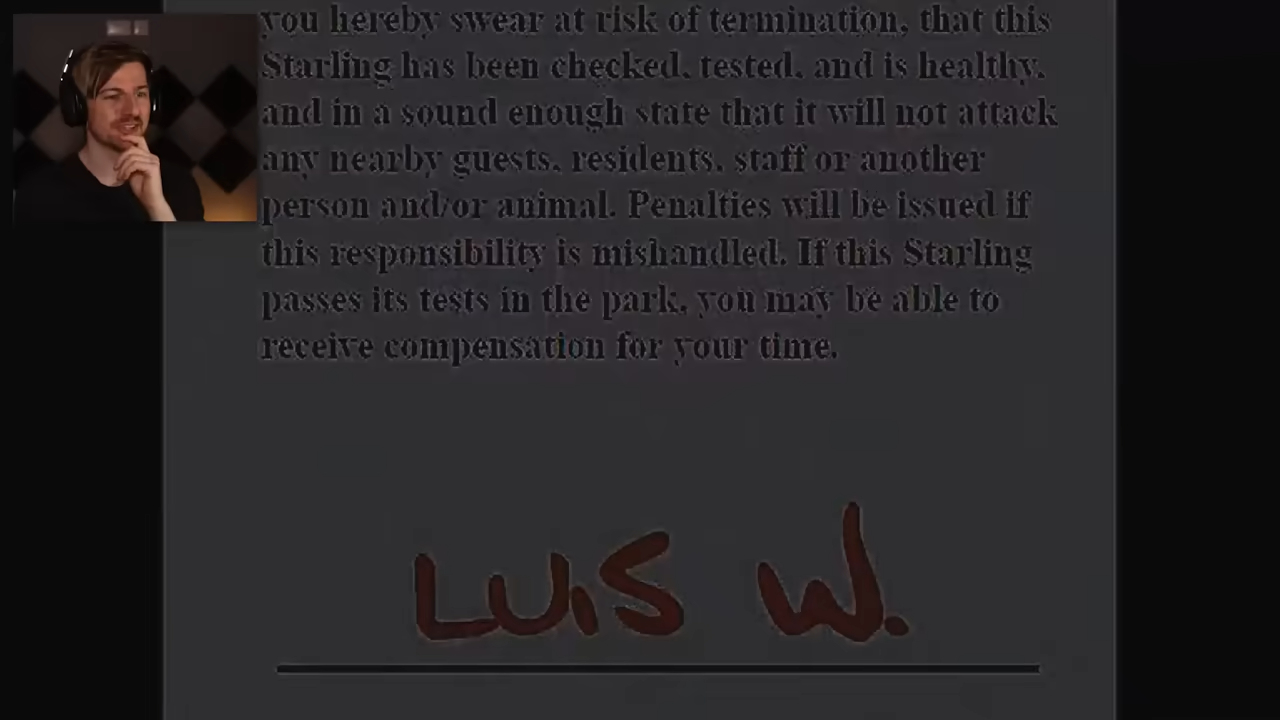 you hereby swear at risk of termination, that this
Starling has been checked, tested, and is healthy,
and in a sound enough state that it will not attack
any nearby guests, residents, staff or another
person and/or animal. Penalties will be issued if
this responsibility is mishandled. If this Starling
passes its tests in the park, you may be able to
receive compensation for your time.
LUIS W.